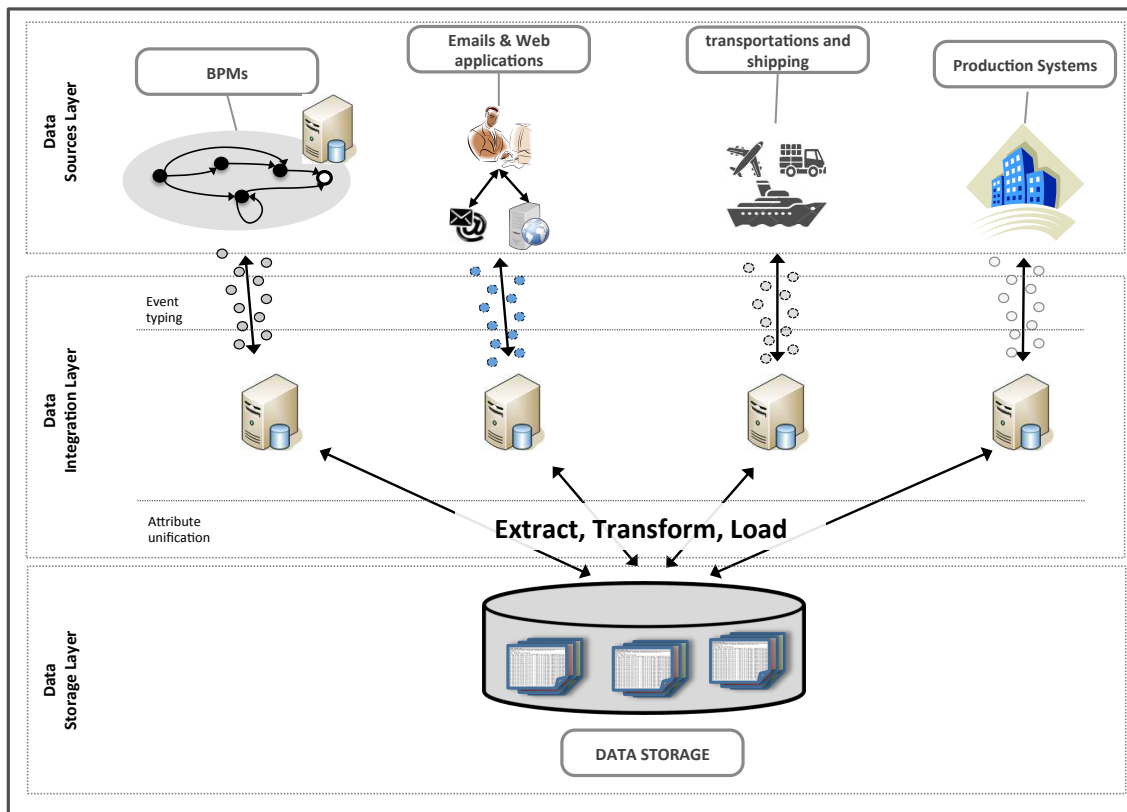 Emails & Web
applications
transportations and
shipping
BPMs
Production Systems
Data
Sources Layer
Event
typing
Data
Integration Layer
Attribute
unification
Extract, Transform, Load
Data
Storage Layer
DATA STORAGE